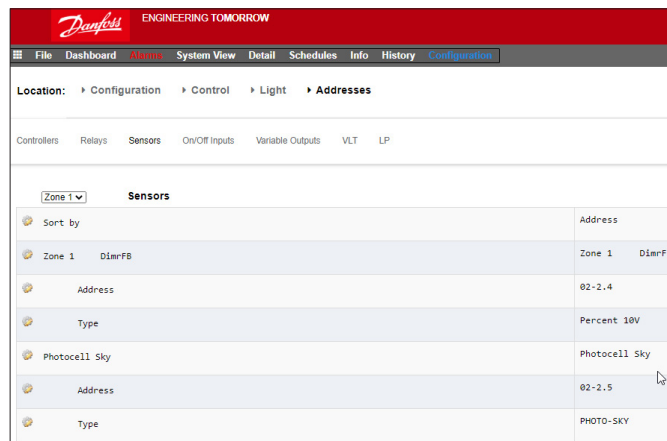 Danfoss ENGINEERING TOMORROW
File Dashboard Alarms System View Detail Schedules Info History Configuration
Location: Configuration Control Light Addresses
Controllers Relays Sensors On/Off Inputs Variable Outputs VLT LP
Zone 1 Sensors
Sort by Address
Zone 1 DimrFB Zone 1 DimrF
Address 02-2.4
Type Percent 10V
Photocell Sky Photocell Sky
Address 02-2.5
Type PHOTO-SKY